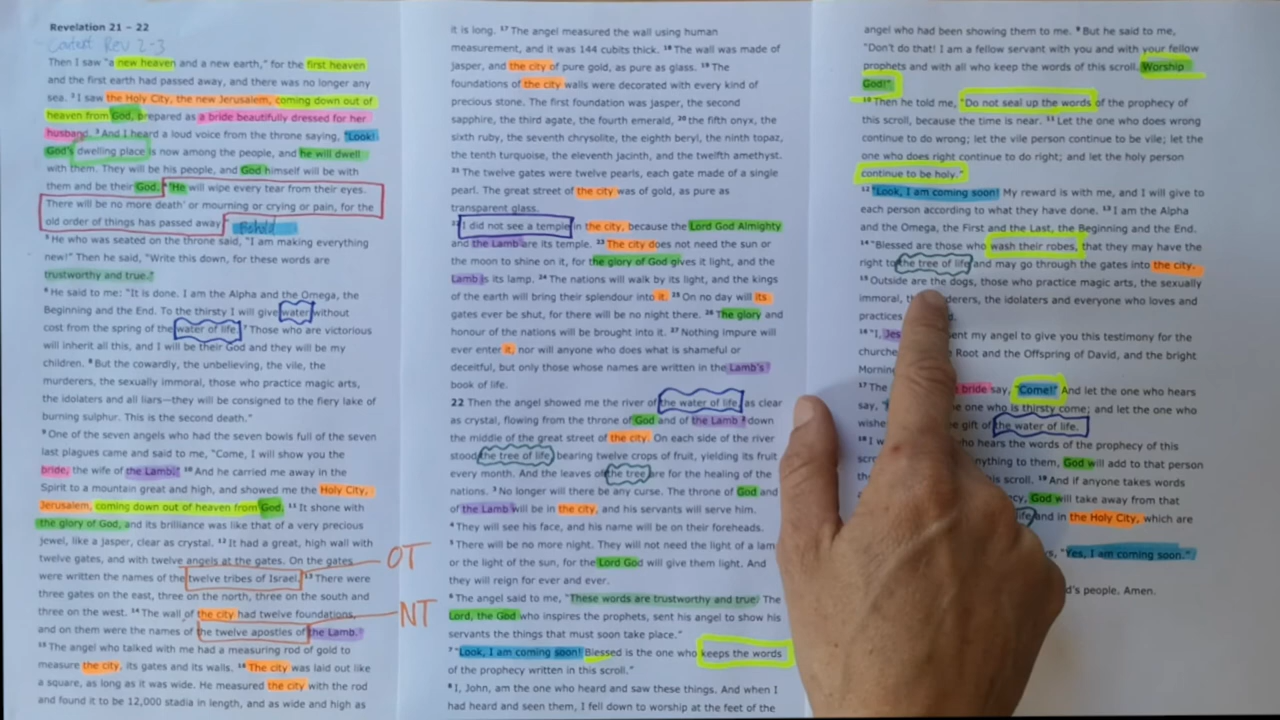 Revelation 21 – 22
Context Rev 2-3
Then I saw "a new heaven and a new earth," for the first heaven
and the first earth had passed away, and there was no longer any
sea. 2 I saw the Holy City, the new Jerusalem, coming down out of
heaven from God, prepared as a bride beautifully dressed for her
husband. 3 And I heard a loud voice from the throne saying, "Look!
God's dwelling place is now among the people, and he will dwell
with them. They will be his people, and God himself will be with
them and be their God. 4 'He will wipe every tear from their eyes.
There will be no more death' or mourning or crying or pain, for the
old order of things has passed away
Behold
5 He who was seated on the throne said, "I am making everything
new!" Then he said, "Write this down, for these words are
trustworthy and true."
6 He said to me: "It is done. I am the Alpha and the Omega, the
Beginning and the End. To the thirsty I will give water without
cost from the spring of the water of life. 7 Those who are victorious
will inherit all this, and I will be their God and they will be my
children. 8 But the cowardly, the unbelieving, the vile, the
murderers, the sexually immoral, those who practice magic arts,
the idolaters and all liars—they will be consigned to the fiery lake of
burning sulphur. This is the second death."
9 One of the seven angels who had the seven bowls full of the seven
last plagues came and said to me, "Come, I will show you the
bride, the wife of the Lamb." 10 And he carried me away in the
Spirit to a mountain great and high, and showed me the Holy City,
Jerusalem, coming down out of heaven from God. 11 It shone with
the glory of God, and its brilliance was like that of a very precious
jewel, like a jasper, clear as crystal. 12 It had a great, high wall with
twelve gates, and with twelve angels at the gates. On the gates
were written the names of the twelve tribes of Israel. 13 There were
three gates on the east, three on the north, three on the south and
three on the west. 14 The wall of the city had twelve foundations,
and on them were the names of the twelve apostles of the Lamb.
15 The angel who talked with me had a measuring rod of gold to
measure the city, its gates and its walls. 16 The city was laid out like
a square, as long as it was wide. He measured the city with the rod
and found it to be 12,000 stadia in length, and as wide and high as
OT
NT
it is long. 17 The angel measured the wall using human
measurement, and it was 144 cubits thick. 18 The wall was made of
jasper, and the city of pure gold, as pure as glass. 19 The
foundations of the city walls were decorated with every kind of
precious stone. The first foundation was jasper, the second
sapphire, the third agate, the fourth emerald, 20 the fifth onyx, the
sixth ruby, the seventh chrysolite, the eighth beryl, the ninth topaz,
the tenth turquoise, the eleventh Jacinth, and the twelfth amethyst.
21 The twelve gates were twelve pearls, each gate made of a single
pearl. The great street of the city was of gold, as pure as
transparent glass.
22 I did not see a temple in the city, because the Lord God Almighty
and the Lamb are its temple. 23 The city does not need the sun or
the moon to shine on it, for the glory of God gives it light, and the
Lamb is its lamp. 24 The nations will walk by its light, and the kings
of the earth will bring their splendour into it. 25 On no day will its
gates ever be shut, for there will be no night there. 26 The glory and
honour of the nations will be brought into it. 27 Nothing impure will
ever enter it, nor will anyone who does what is shameful or
deceitful, but only those whose names are written in the Lamb's
book of life.
22 Then the angel showed me the river of the water of life, as clear
as crystal, flowing from the throne of God and of the Lamb 2 down
the middle of the great street of the city. On each side of the river
stood the tree of life, bearing twelve crops of fruit, yielding its fruit
every month. And the leaves of the tree are for the healing of the
nations. 3 No longer will there be any curse. The throne of God and
of the Lamb will be in the city, and his servants will serve him.
4 They will see his face, and his name will be on their foreheads.
5 There will be no more night. They will not need the light of a lam
or the light of the sun, for the Lord God will give them light. And
they will reign for ever and ever.
6 The angel said to me, "These words are trustworthy and true. The
Lord, the God who inspires the prophets, sent his angel to show his
servants the things that must soon take place."
7 "Look, I am coming soon! Blessed is the one who keeps the words
of the prophecy written in this scroll."
8 I, John, am the one who heard and saw these things. And when I
had heard and seen them, I fell down to worship at the feet of the
angel who had been showing them to me. 9 But he said to me,
"Don't do that! I am a fellow servant with you and with your fellow
prophets and with all who keep the words of this scroll. Worship
God!"
10 Then he told me, "Do not seal up the words of the prophecy of
this scroll, because the time is near. 11 Let the one who does wrong
continue to do wrong; let the vile person continue to be vile; let the
one who does right continue to do right; and let the holy person
continue to be holy."
12 "Look, I am coming soon! My reward is with me, and I will give to
each person according to what they have done. 13 I am the Alpha
and the Omega, the First and the Last, the Beginning and the End.
14 "Blessed are those who wash their robes, that they may have the
right to the tree of life and may go through the gates into the city.
15 Outside are the dogs, those who practice magic arts, the sexually
immoral, the idolaters and everyone who loves and
practices
16 "I, my angel to give you this testimony for the
Root and the Offspring of David, and the bright
17 The bride say, "Come!" And let the one who hears
say, one who is thirsty come; and let the one who
gift of the water of life.
18 I hears the words of the prophecy of this
to them, God will add to that person
this scroll. 19 And if anyone takes words
God will take away from that
and in the Holy City, which are
"Yes, I am coming soon."
people. Amen.